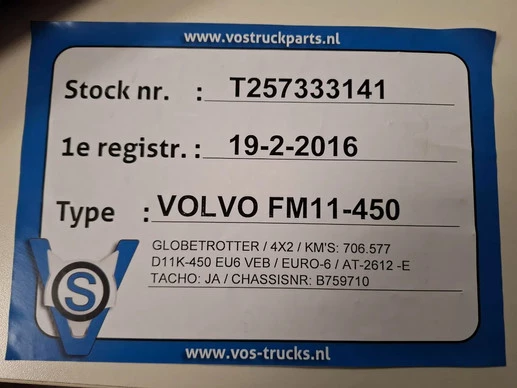 www.vostruckparts.nl
Stock nr. : T257333141
1e registr. : 19-2-2016
Type : VOLVO FM11-450
GLOBETROTTER / 4X2 / KM'S: 706.577
D11K-450 EU6 VEB / EURO-6 / AT-2612 -E
TACHO: JA / CHASSISNR: B759710
V
S
www.vos-trucks.nl